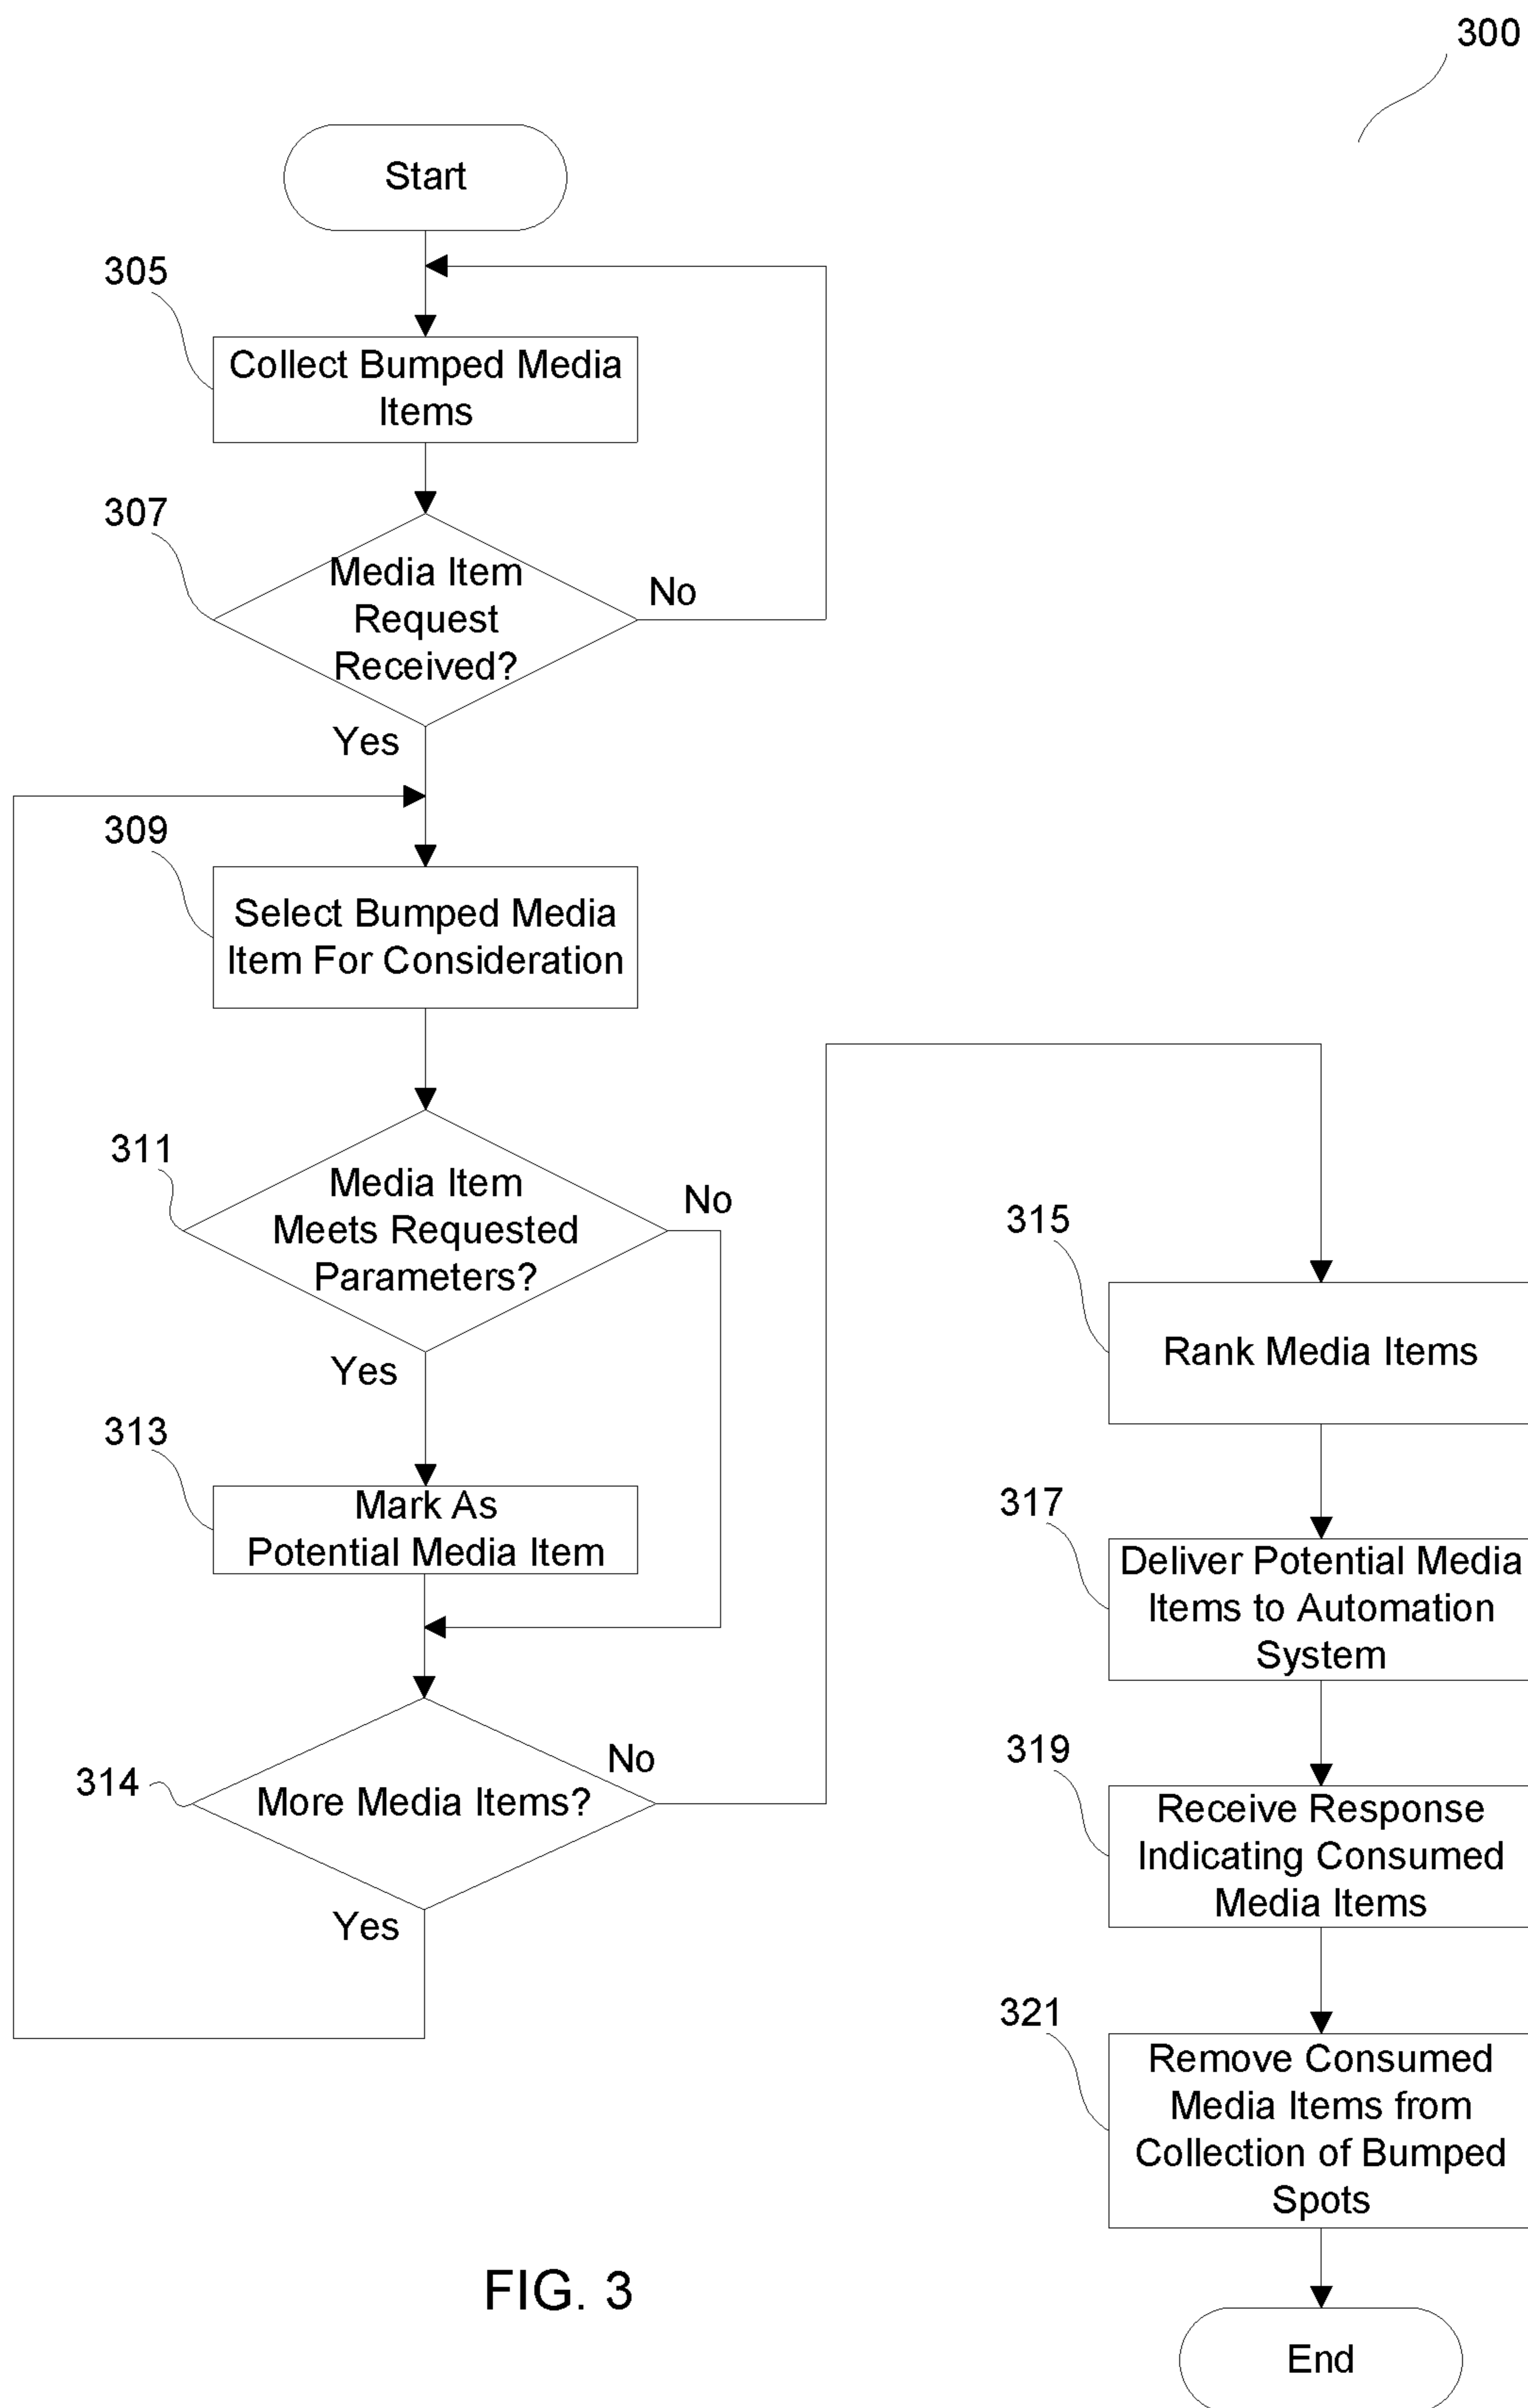 300
Start
305
Collect Bumped Media
Items
307
Media Item
Request
Received?
No
Yes
309
Select Bumped Media
Item For Consideration
311
Media Item
Meets Requested
Parameters?
No
Yes
313
Mark As
Potential Media Item
314
More Media Items?
No
Yes
315
Rank Media Items
317
Deliver Potential Media
Items to Automation
System
319
Receive Response
Indicating Consumed
Media Items
321
Remove Consumed
Media Items from
Collection of Bumped
Spots
End
FIG. 3